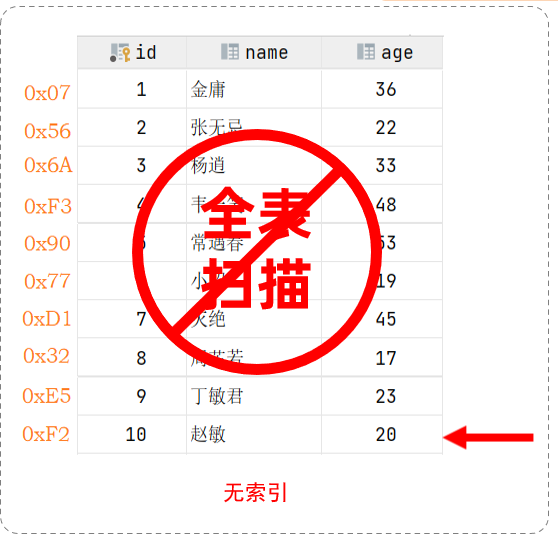 id name age
0x07 1 金庸 36
0x56 2 张无忌 22
0x6A 3 杨逍 33
0xF3 4 48
0x90 5 常遇春 53
0x77 小 19
0xD1 7 灭绝 45
0x32 8 周芷若 17
0xE5 9 丁敏君 23
0xF2 10 赵敏 20
全表
扫描
无索引